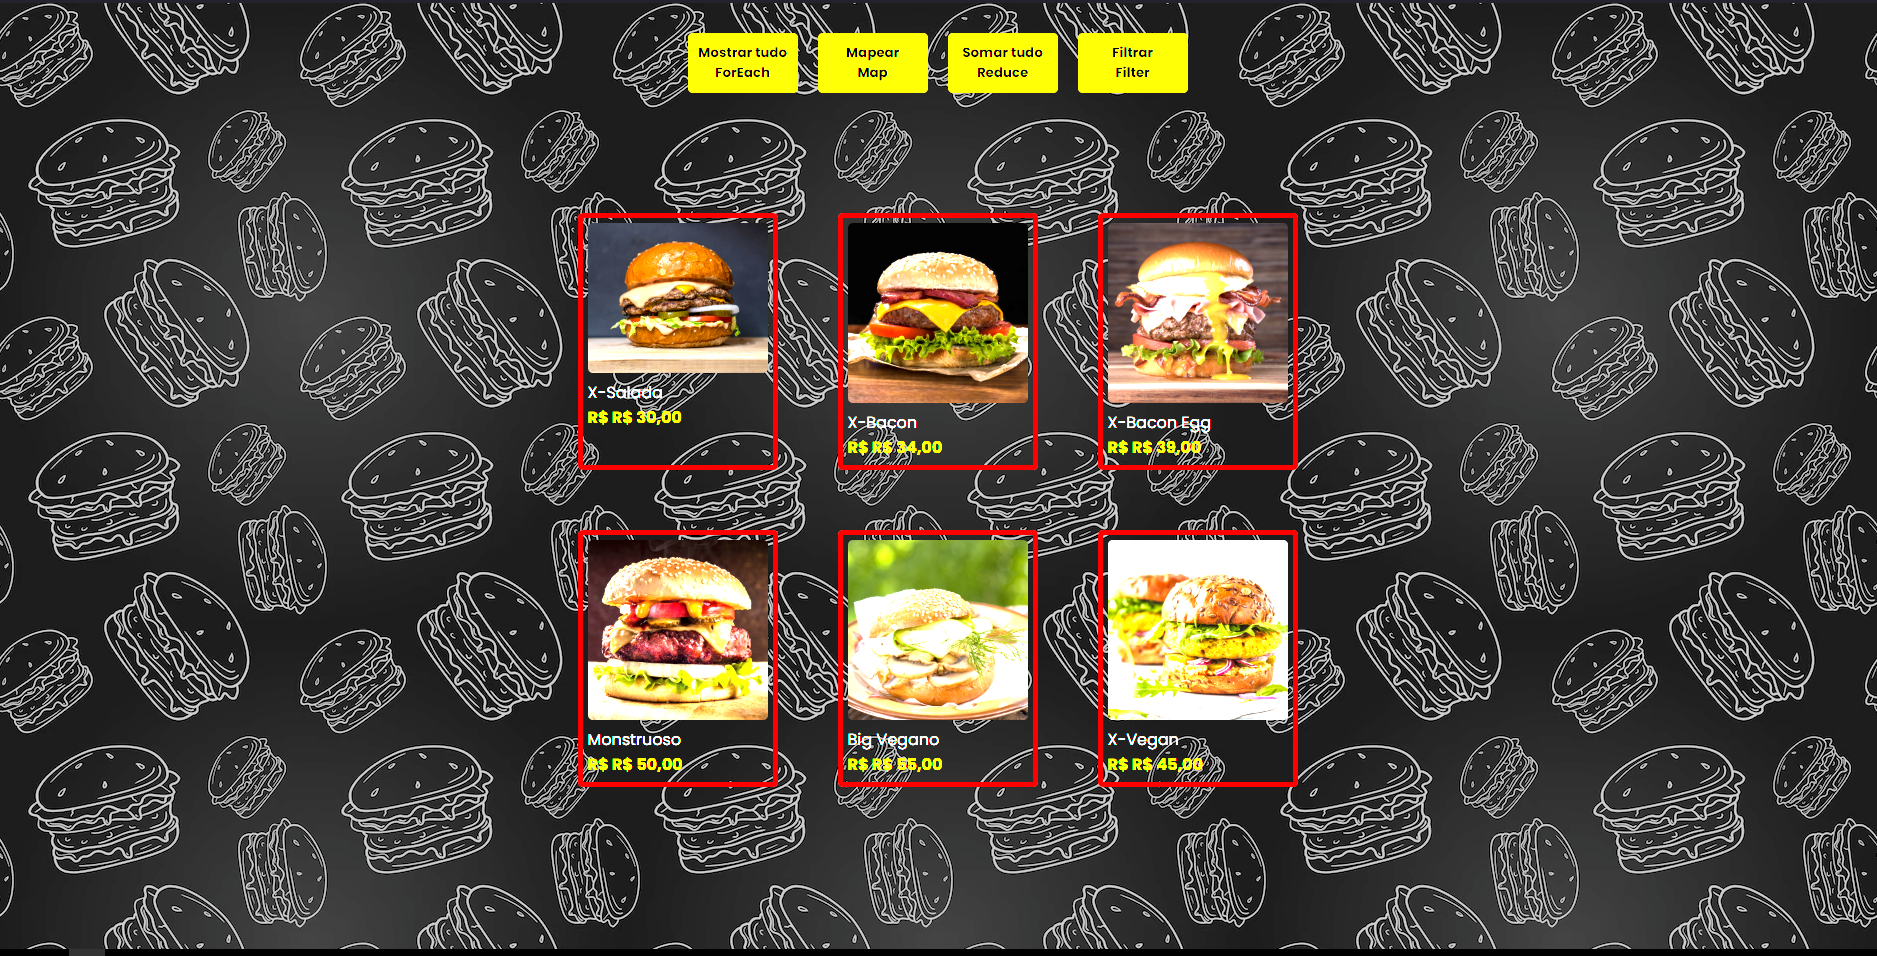 Mostrar tudo
ForEach
Mapear
Map
Somar tudo
Reduce
Filtrar
Filter
X-Salada
R$ R$ 30,00
X-Bacon
R$ R$ 34,00
X-Bacon Egg
R$ R$ 39,00
Monstruoso
R$ R$ 50,00
Big Vegano
R$ R$ 55,00
X-Vegan
R$ R$ 45,00